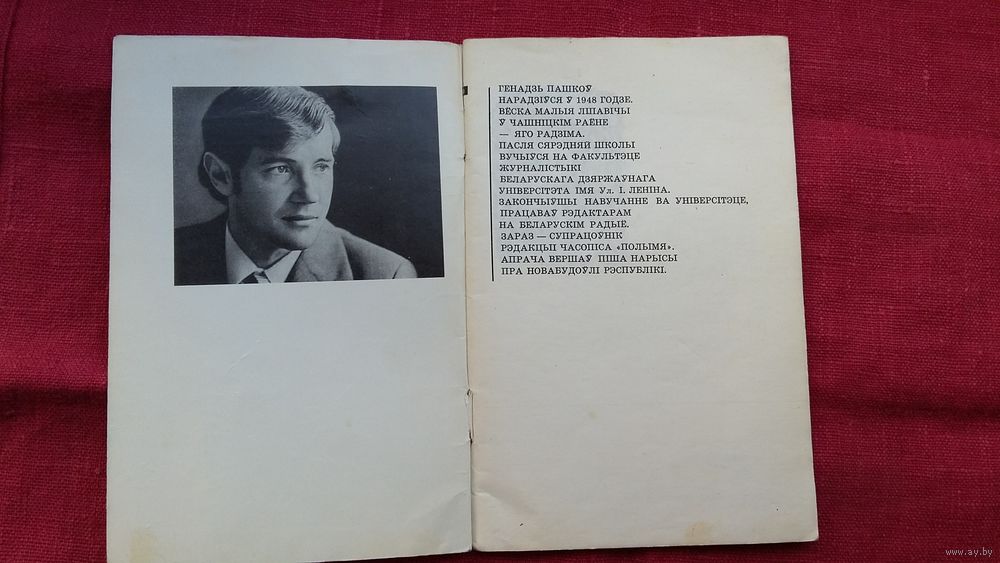 ГЕНАДЗЬ ПАШКОЎ
НАРАДЗІЎСЯ Ў 1948 ГОДЗЕ.
ВЁСКА МАЛЫЯ ЛІПАВІЧЫ
Ў ЧАШНІЦКІМ РАЁНЕ
— ЯГО РАДЗІМА.
ПАСЛЯ СЯРЭДНЯЙ ШКОЛЫ
ВУЧЫЎСЯ НА ФАКУЛЬТЭЦЕ
ЖУРНАЛІСТЫКІ
БЕЛАРУСКАГА ДЗЯРЖАЎНАГА
УНІВЕРСІТЭТА ІМЯ Ул. І. ЛЕНІНА.
ЗАКОНЧЫЎШЫ НАВУЧАННЕ ВА УНІВЕРСІТЭЦЕ,
ПРАЦАВАЎ РЭДАКТАРАМ
НА БЕЛАРУСКІМ РАДЫЁ.
ЗАРАЗ — СУПРАЦОЎНІК
РЭДАКЦЫІ ЧАСОПІСА «ПОЛЫМЯ».
АПРАЧА ВЕРШАЎ ПІША НАРЫСЫ
ПРА НОВАБУДОЎЛІ РЭСПУБЛІКІ.
www.ay.by